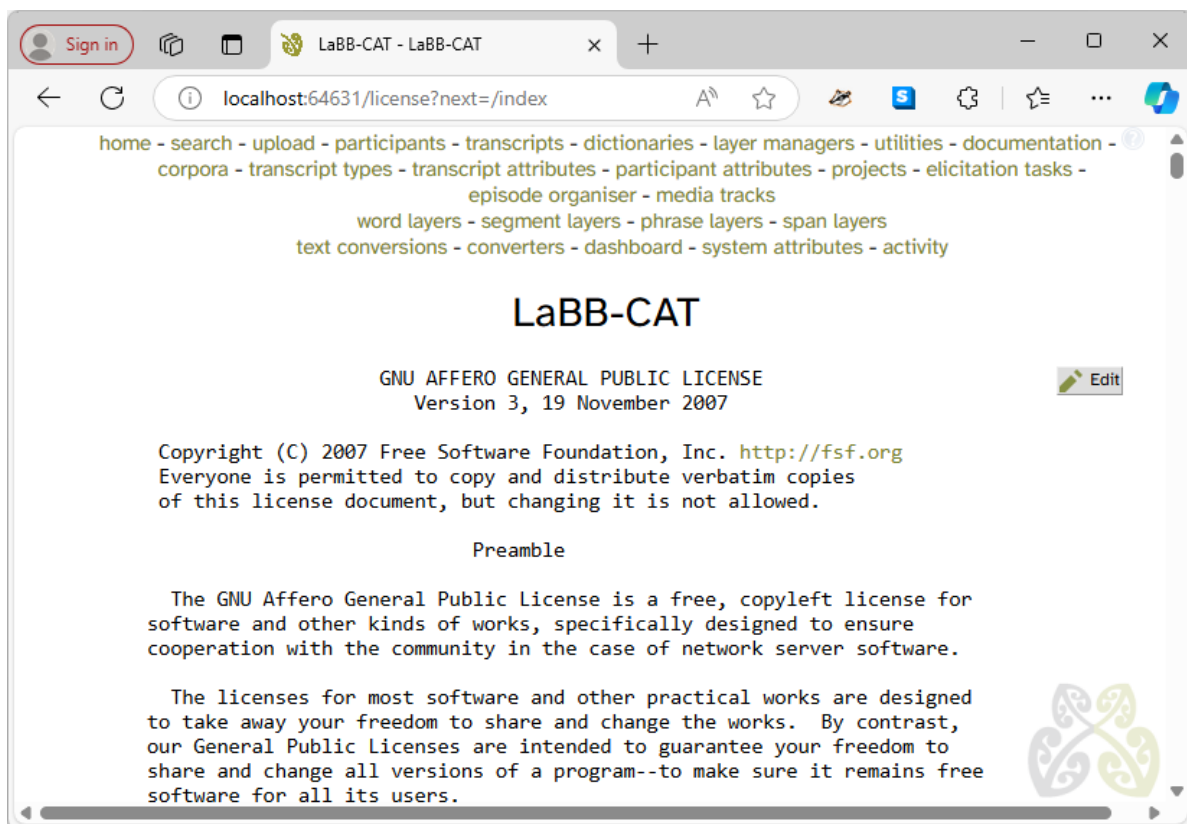 Sign in
LaBB-CAT - LaBB-CAT
localhost:64631/license?next=/index
home - search - upload - participants - transcripts - dictionaries - layer managers - utilities - documentation -
corpora - transcript types - transcript attributes - participant attributes - projects - elicitation tasks -
episode organiser - media tracks
word layers - segment layers - phrase layers - span layers
text conversions - converters - dashboard - system attributes - activity
LaBB-CAT
GNU AFFERO GENERAL PUBLIC LICENSE
Edit
Version 3, 19 November 2007
Copyright (C) 2007 Free Software Foundation, Inc. http://fsf.org
Everyone is permitted to copy and distribute verbatim copies
of this license document, but changing it is not allowed.
Preamble
The GNU Affero General Public License is a free, copyleft license for
software and other kinds of works, specifically designed to ensure
cooperation with the community in the case of network server software.
The licenses for most software and other practical works are designed
to take away your freedom to share and change the works.  By contrast,
our General Public Licenses are intended to guarantee your freedom to
share and change all versions of a program--to make sure it remains free
software for all its users.